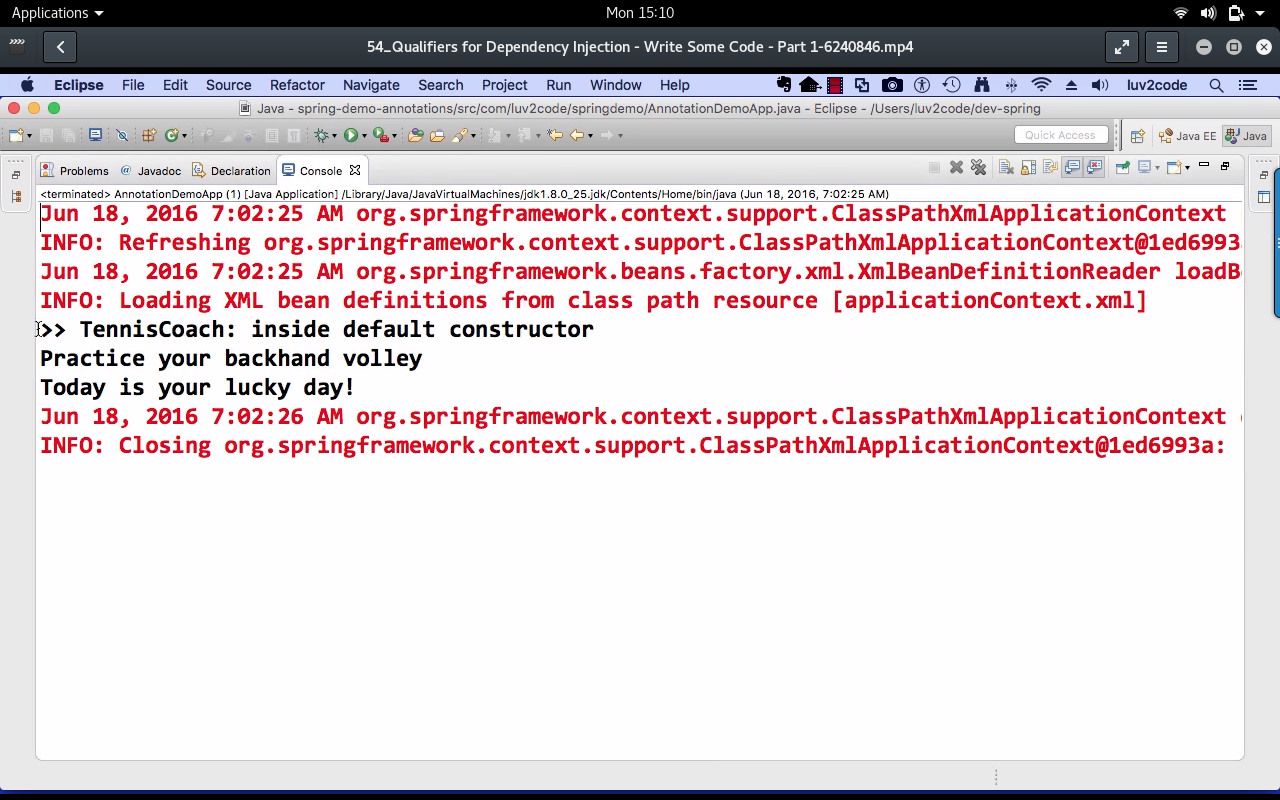 Applications
Mon 15:10
54_Qualifiers for Dependency Injection - Write Some Code - Part 1-6240846.mp4
Eclipse File Edit Source Refactor Navigate Search Project Run Window Help luv2code
Java - spring-demo-annotations/src/com/luv2code/springdemo/AnnotationDemoApp.java - Eclipse - /Users/luv2code/dev-spring
Quick Access Java EE Java
Problems @ Javadoc Declaration Console
<terminated> AnnotationDemoApp (1) [Java Application] /Library/Java/JavaVirtualMachines/jdk1.8.0_25.jdk/Contents/Home/bin/java (Jun 18, 2016, 7:02:25 AM)
Jun 18, 2016 7:02:25 AM org.springframework.context.support.ClassPathXmlApplicationContext
INFO: Refreshing org.springframework.context.support.ClassPathXmlApplicationContext@1ed6993
Jun 18, 2016 7:02:25 AM org.springframework.beans.factory.xml.XmlBeanDefinitionReader loadB
INFO: Loading XML bean definitions from class path resource [applicationContext.xml]
>> TennisCoach: inside default constructor
Practice your backhand volley
Today is your lucky day!
Jun 18, 2016 7:02:26 AM org.springframework.context.support.ClassPathXmlApplicationContext
INFO: Closing org.springframework.context.support.ClassPathXmlApplicationContext@1ed6993a: